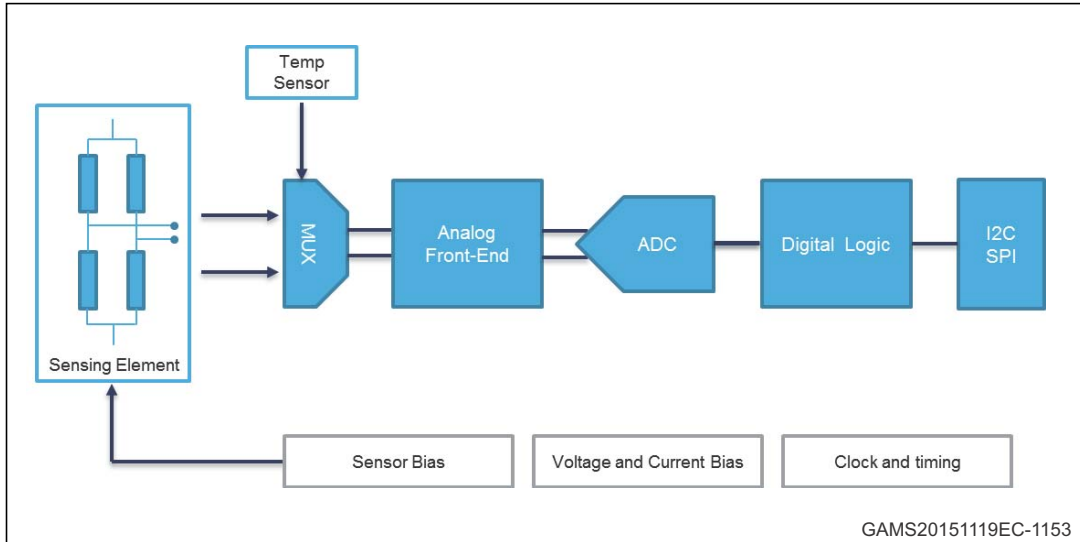 Temp
Sensor
Sensing Element
MUX
Analog
Front-End
ADC
Digital Logic
I2C
SPI
Sensor Bias
Voltage and Current Bias
Clock and timing
GAMS20151119EC-1153